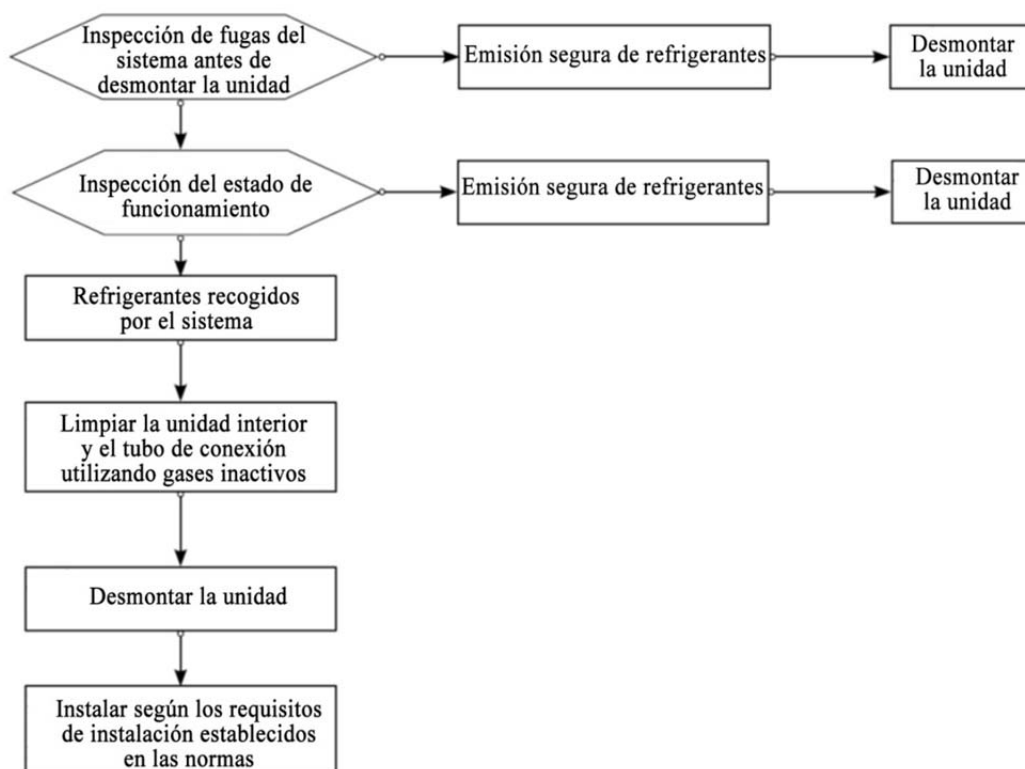 Inspección de fugas del
sistema antes de
desmontar la unidad
Emisión segura de refrigerantes
Desmontar
la unidad
Inspección del estado de
funcionamiento
Emisión segura de refrigerantes
Desmontar
la unidad
Refrigerantes recogidos
por el sistema
Limpiar la unidad interior
y el tubo de conexión
utilizando gases inactivos
Desmontar la unidad
Instalar según los requisitos
de instalación establecidos
en las normas